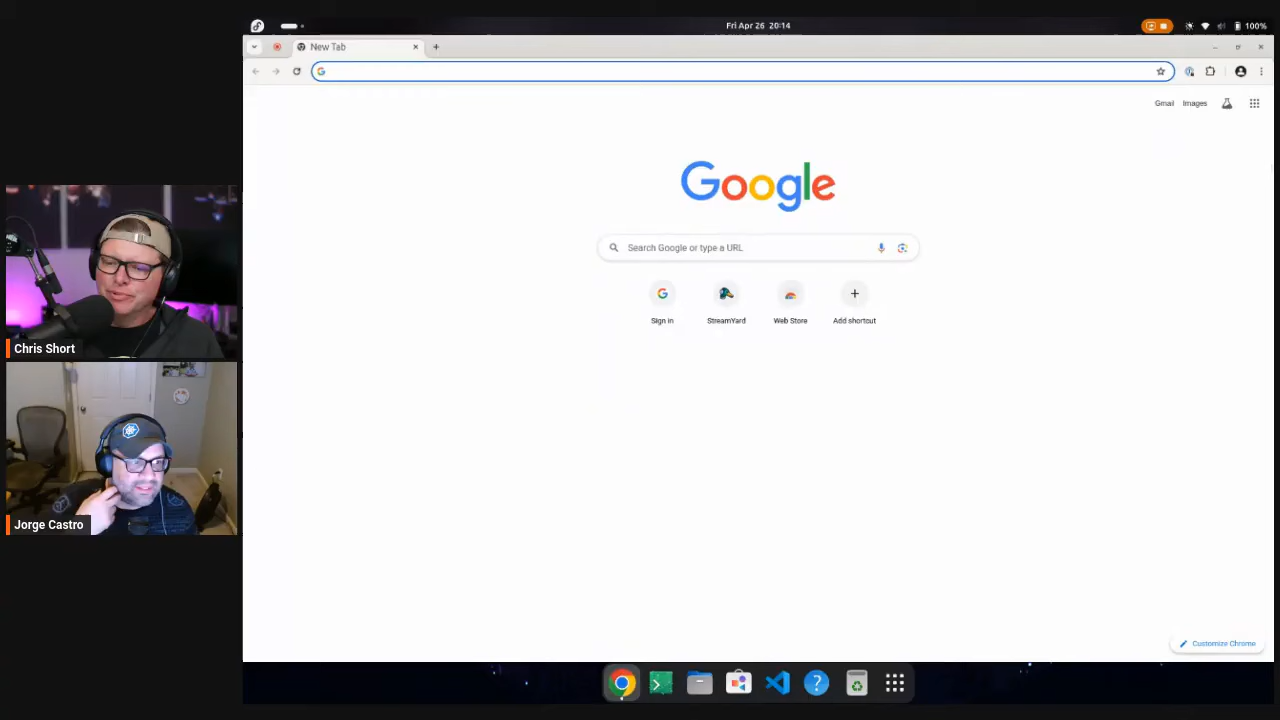 Fri Apr 26 20:14
100%
New Tab
Gmail Images
Google
Search Google or type a URL
Sign in
StreamYard
Web Store
Add shortcut
Chris Short
Jorge Castro
Customize Chrome